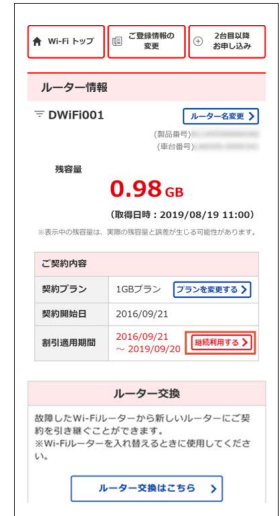 Wi-Fi トップ
ご登録情報の
変更
2台目以降
お申し込み
ルーター情報
DWiFi001
ルーター名変更
(製品番号)
(車台番号)
残容量
0.98 GB
(取得日時：2019/08/19 11:00)
※表示中の残容量は、実際の残容量と誤差が生じる可能性があります。
ご契約内容
契約プラン
1GBプラン
プランを変更する
契約開始日
2016/09/21
割引適用期間
2016/09/21
～ 2019/09/20
継続利用する
ルーター交換
故障したWi-Fiルーターから新しいルーターにご契
約を引き継ぐことができます。
※Wi-Fiルーターを入れ替えるときに使用してくださ
い。
ルーター交換はこちら